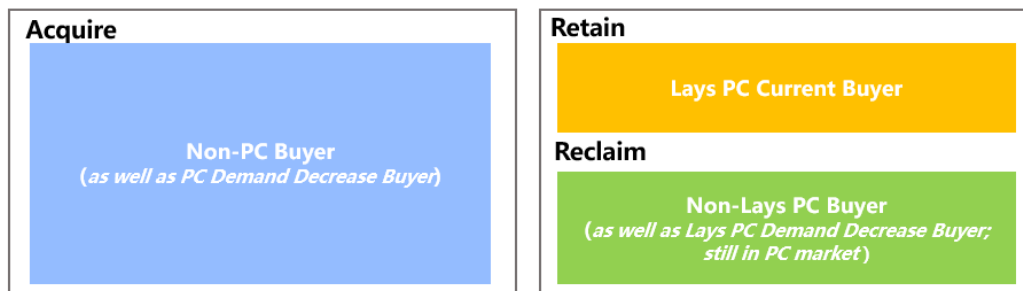 Acquire
Non-PC Buyer
(as well as PC Demand Decrease Buyer)
Retain
Lays PC Current Buyer
Reclaim
Non-Lays PC Buyer
(as well as Lays PC Demand Decrease Buyer;
still in PC market)